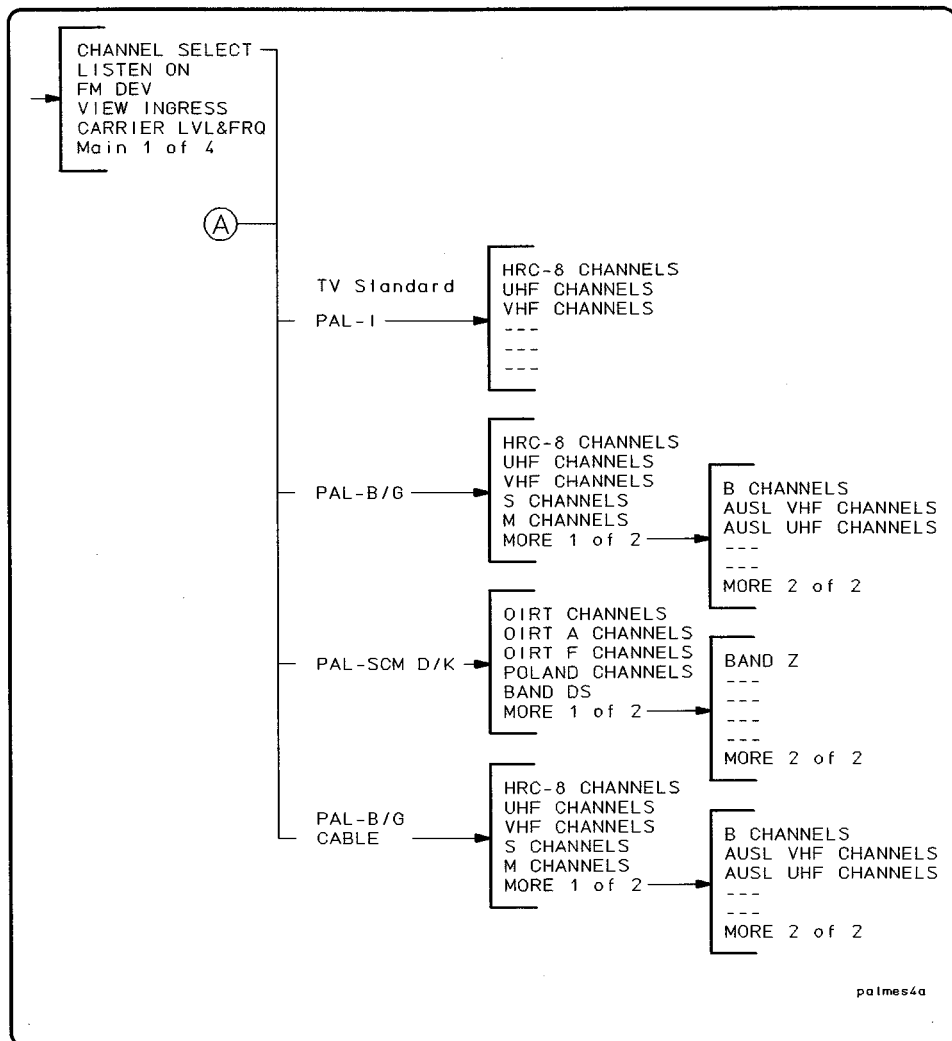 CHANNEL SELECT
LISTEN ON
FM DEV
VIEW INGRESS
CARRIER LVL&FRQ
Main 1 of 4
A
TV Standard
PAL-I
HRC-8 CHANNELS
UHF CHANNELS
VHF CHANNELS
---
---
---
PAL-B/G
HRC-8 CHANNELS
UHF CHANNELS
VHF CHANNELS
S CHANNELS
M CHANNELS
MORE 1 of 2
B CHANNELS
AUSL VHF CHANNELS
AUSL UHF CHANNELS
---
---
MORE 2 of 2
PAL-SCM D/K
OIRT CHANNELS
OIRT A CHANNELS
OIRT F CHANNELS
POLAND CHANNELS
BAND DS
MORE 1 of 2
BAND Z
---
---
---
---
MORE 2 of 2
PAL-B/G
CABLE
HRC-8 CHANNELS
UHF CHANNELS
VHF CHANNELS
S CHANNELS
M CHANNELS
MORE 1 of 2
B CHANNELS
AUSL VHF CHANNELS
AUSL UHF CHANNELS
---
---
MORE 2 of 2
palmes4a